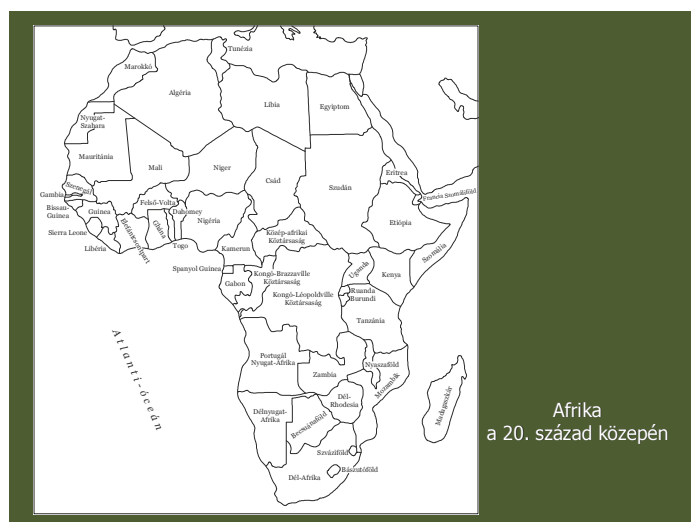 Tunézia
Marokkó
Algéria
Líbia
Egyiptom
Nyugat-
Szahara
Mauritánia
Mali
Niger
Csád
Szudán
Eritrea
Szenegál
Gambia
Francia Szomáliföld
Bissau-
Guinea
Guinea
Felső-Volta
Dahomey
Nigéria
Etiópia
Sierra Leone
Elefántcsontpart
Ghána
Libéria
Togo
Kamerun
Közép-afrikai
Köztársaság
Szomália
Spanyol Guinea
Gabon
Kongó-Brazzaville
Köztársaság
Uganda
Kenya
Kongó-Léopoldville
Köztársaság
Ruanda
Burundi
Tanzánia
Atlanti-óceán
Portugál
Nyugat-Afrika
Zambia
Nyaszaföld
Mozambik
Madagaszkár
Délnyugat-
Afrika
Becsuánaföld
Dél-
Rhodesia
Szváziföld
Bászutóföld
Dél-Afrika
Afrika
a 20. század közepén